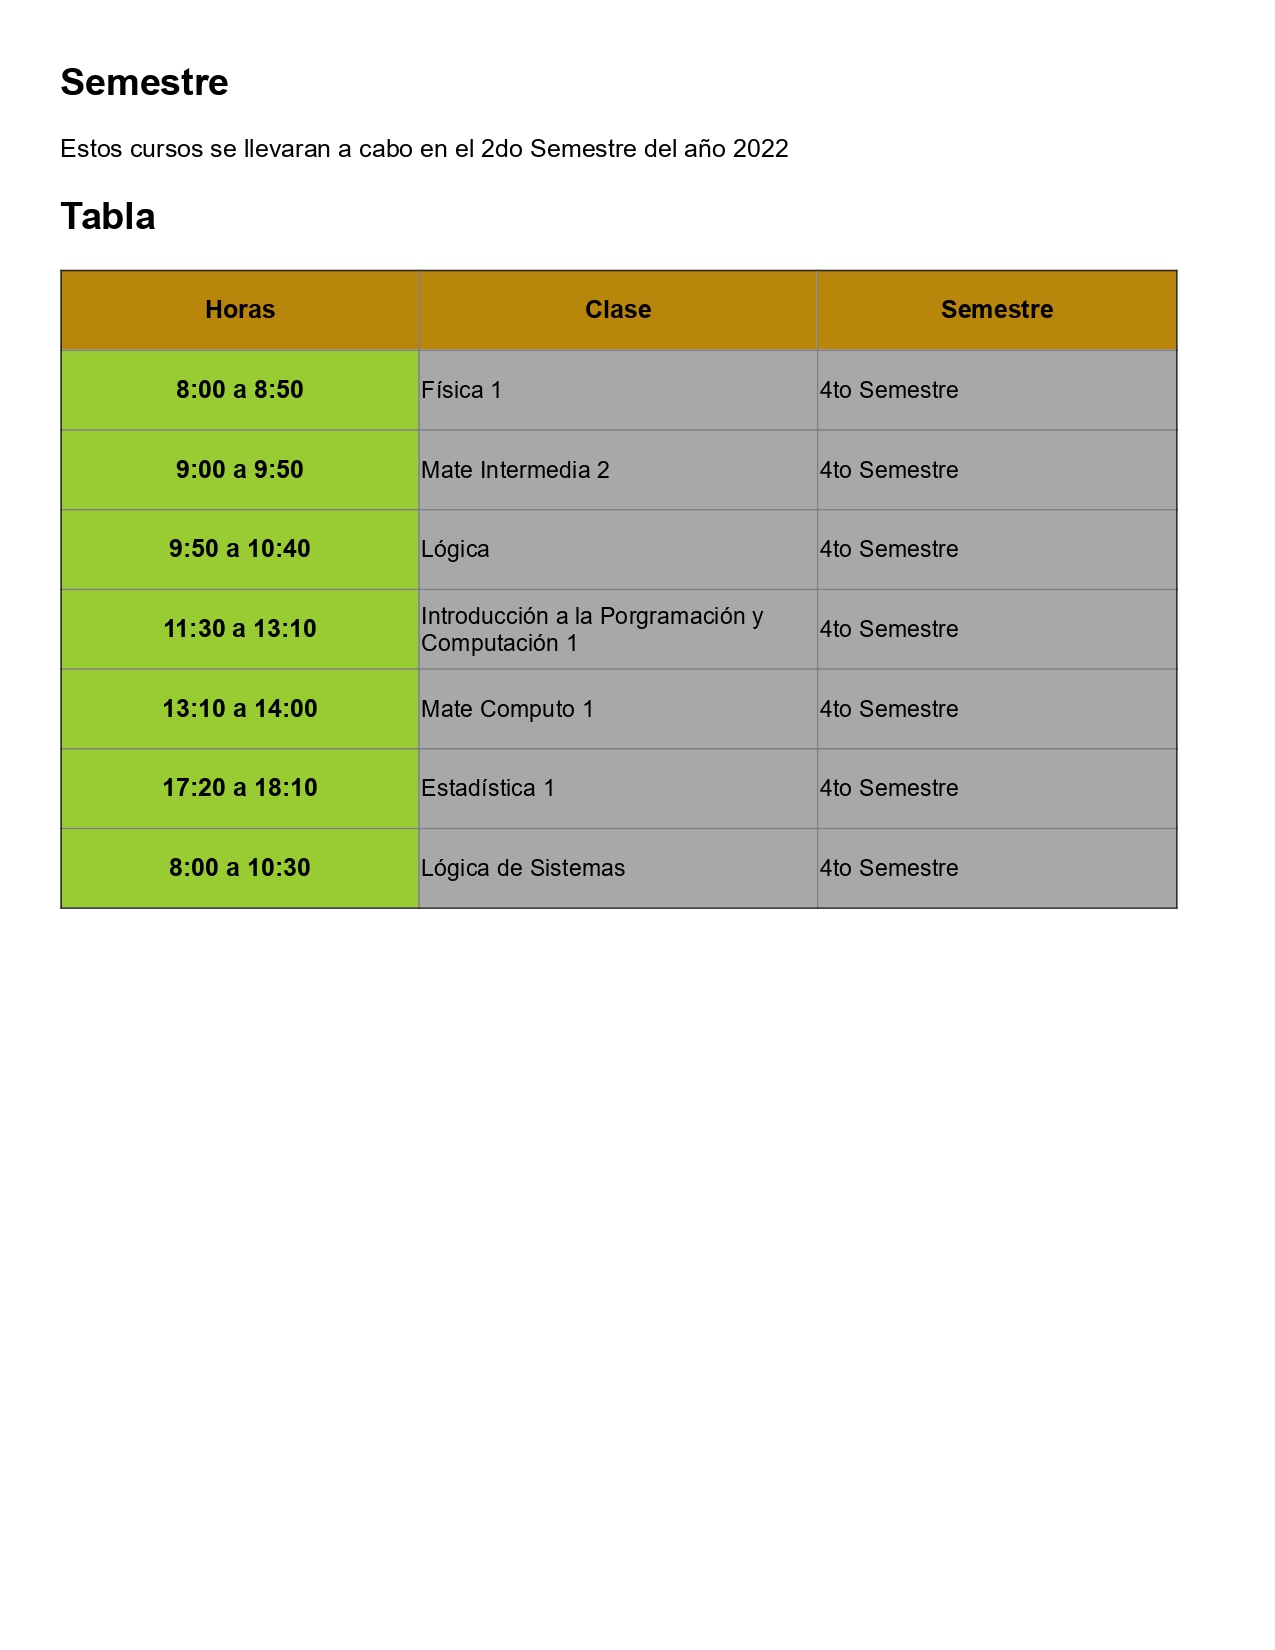 Semestre
Estos cursos se llevaran a cabo en el 2do Semestre del año 2022
Tabla
Horas Clase Semestre
8:00 a 8:50 Física 1 4to Semestre
9:00 a 9:50 Mate Intermedia 2 4to Semestre
9:50 a 10:40 Lógica 4to Semestre
11:30 a 13:10 Introducción a la Porgramación y
Computación 1 4to Semestre
13:10 a 14:00 Mate Computo 1 4to Semestre
17:20 a 18:10 Estadística 1 4to Semestre
8:00 a 10:30 Lógica de Sistemas 4to Semestre